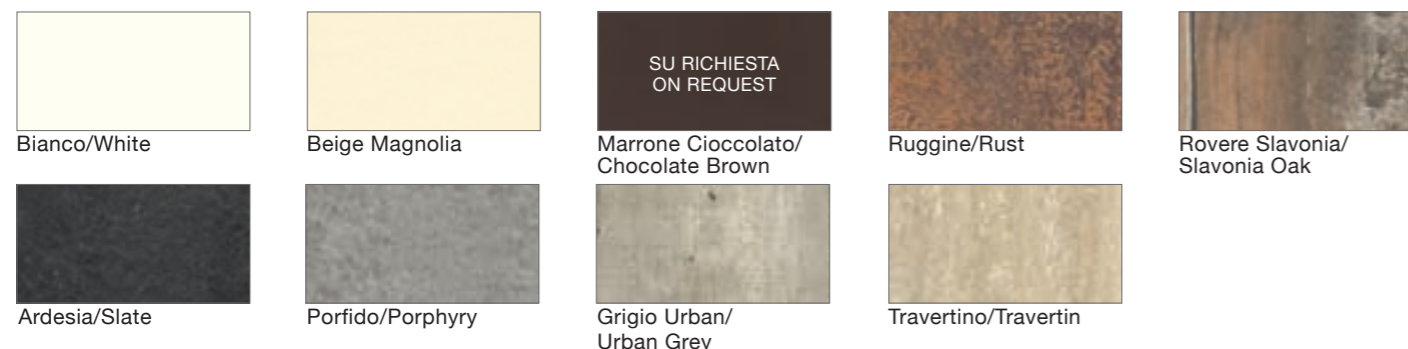 SU RICHIESTA
ON REQUEST
Bianco/White
Beige Magnolia
Marrone Cioccolato/
Chocolate Brown
Ruggine/Rust
Rovere Slavonia/
Slavonia Oak
Ardesia/Slate
Porfido/Porphyry
Grigio Urban/
Urban Grey
Travertino/Travertin